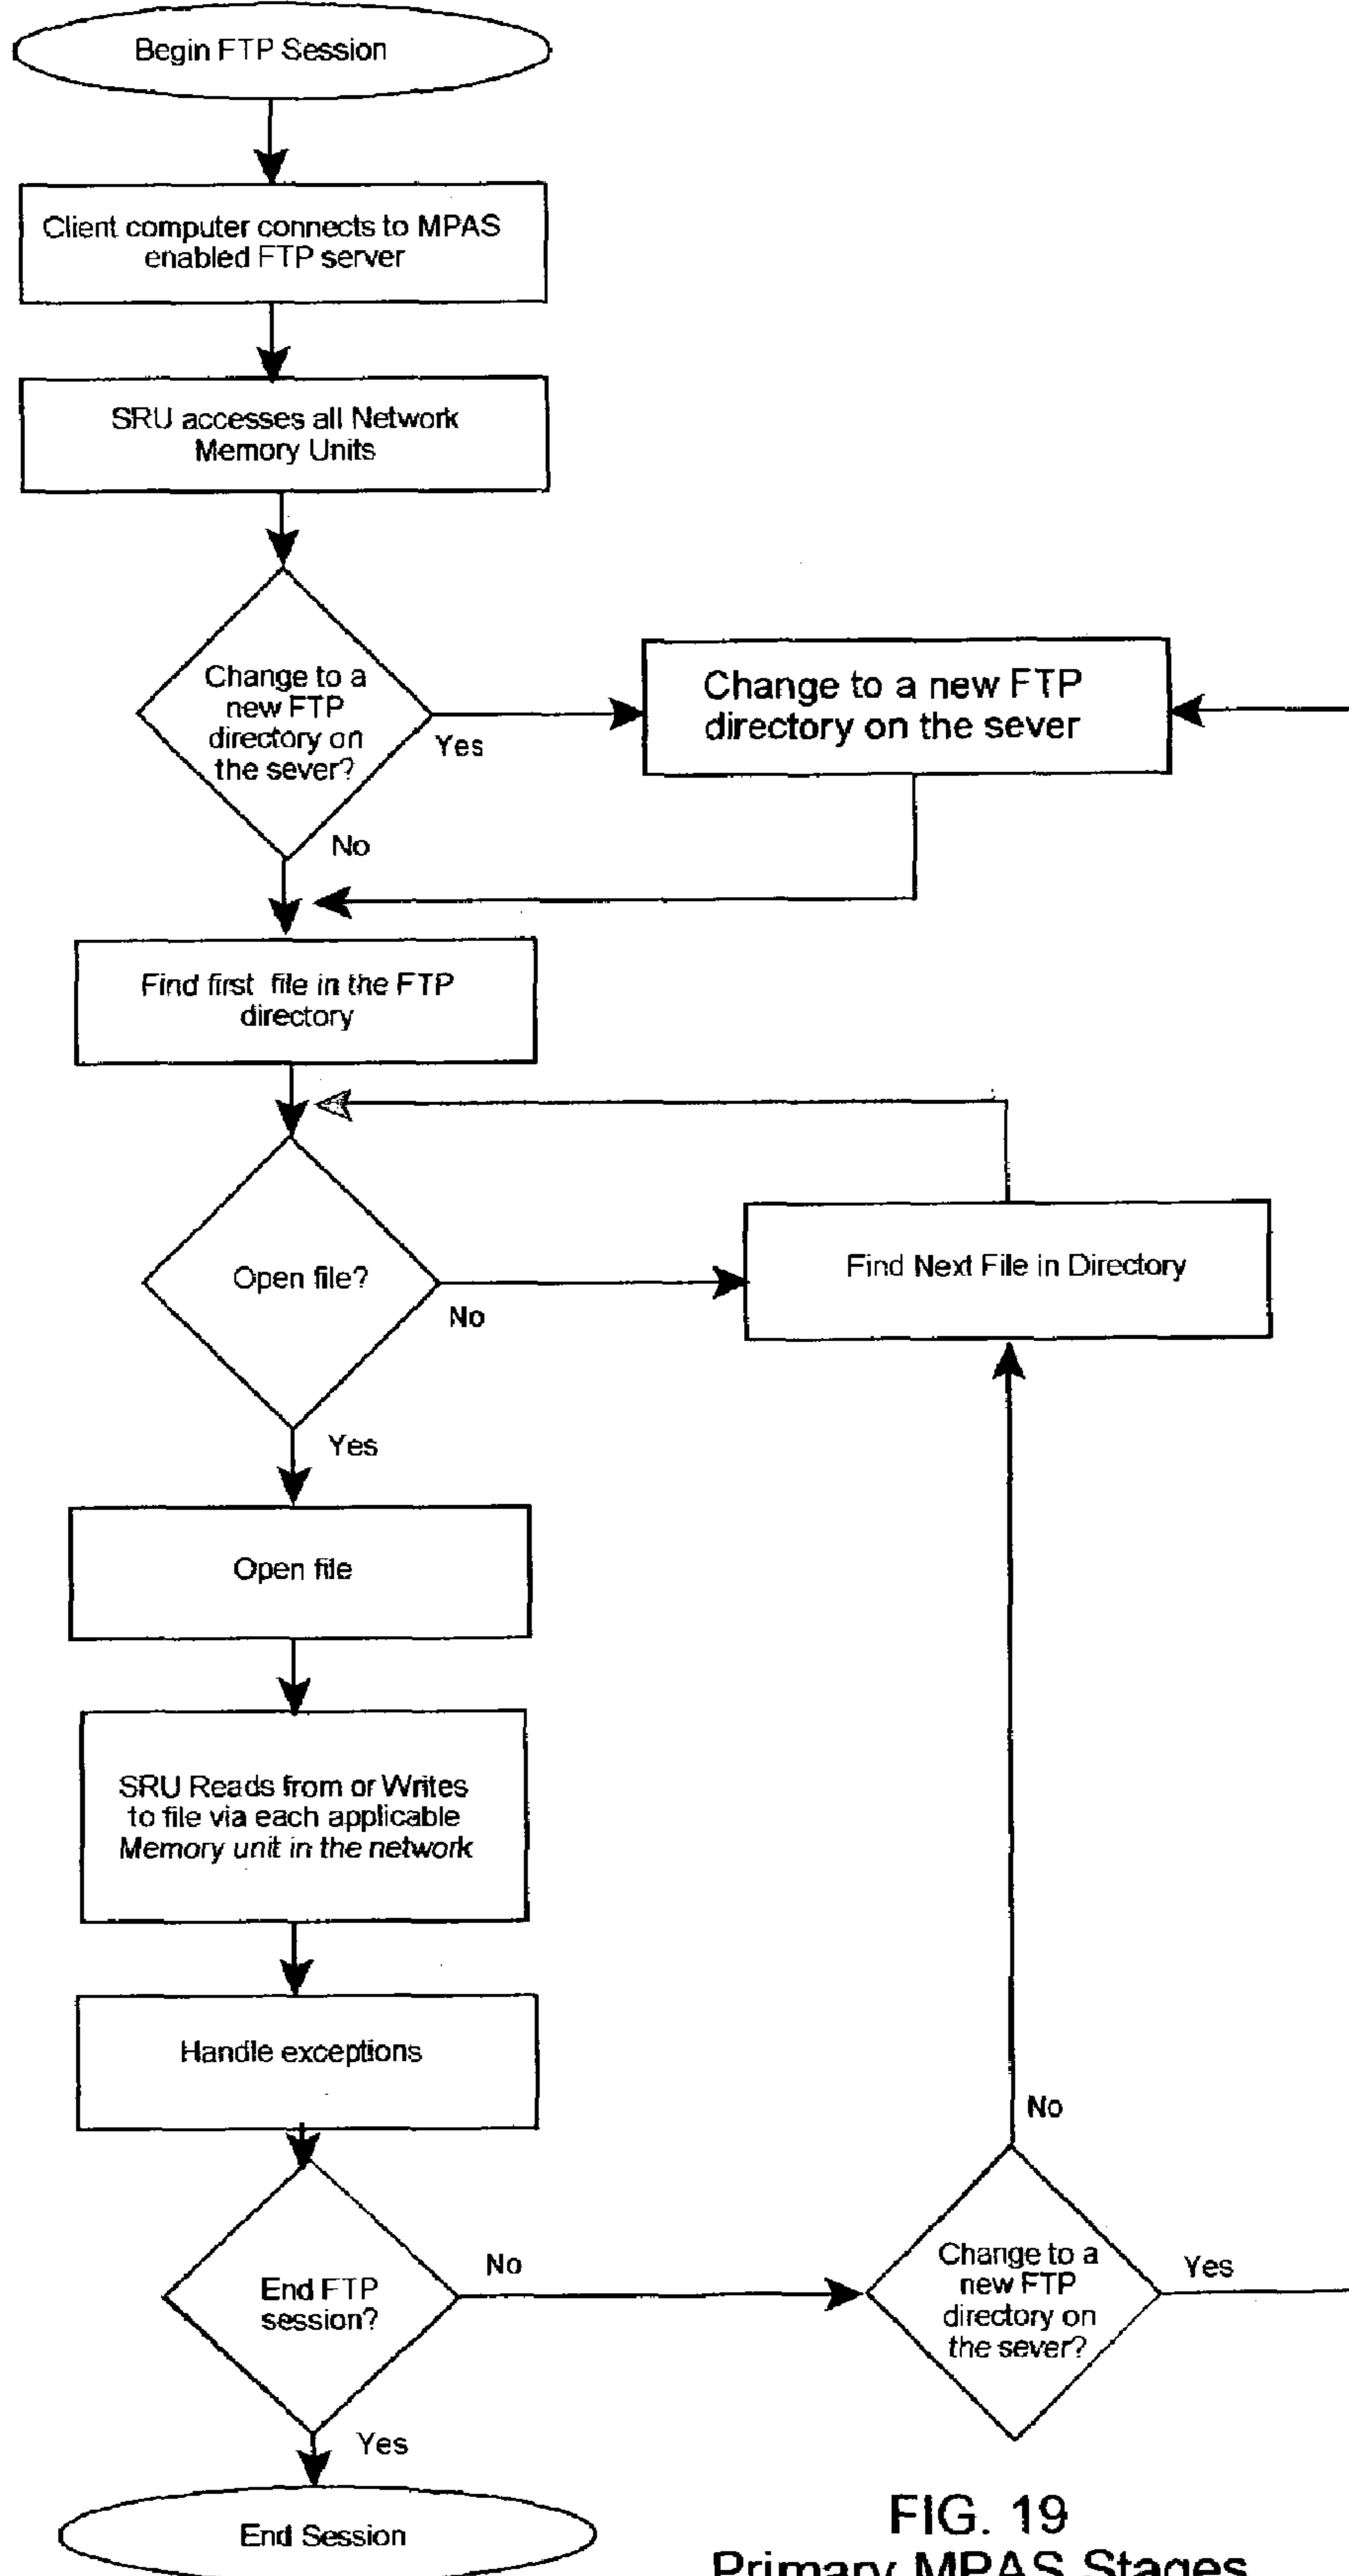 Begin FTP Session
Client computer connects to MPAS
enabled FTP server
SRU accesses all Network
Memory Units
Change to a
new FTP
directory on
the sever?
Yes
No
Change to a new FTP
directory on the sever
Find first file in the FTP
directory
Open file?
No
Yes
Find Next File in Directory
Open file
SRU Reads from or Writes
to file via each applicable
Memory unit in the network
Handle exceptions
End FTP
session?
No
Yes
Change to a
new FTP
directory on
the sever?
No
Yes
End Session
FIG. 19
Primary MPAS Stages